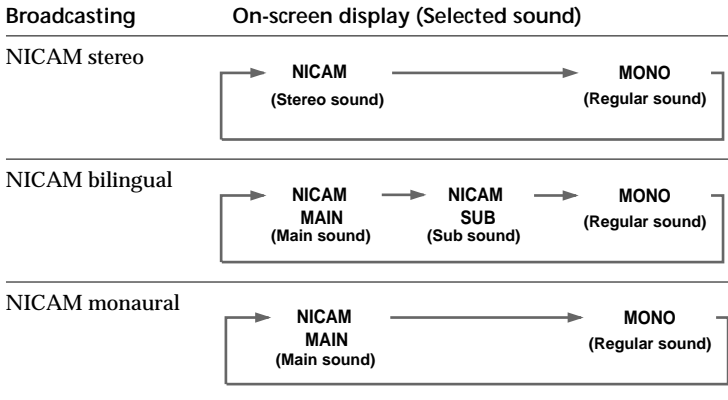 Broadcasting On-screen display (Selected sound)
NICAM stereo
NICAM MONO
(Stereo sound) (Regular sound)
NICAM bilingual
NICAM NICAM MONO
MAIN SUB (Regular sound)
(Main sound) (Sub sound)
NICAM monaural
NICAM MONO
MAIN (Regular sound)
(Main sound)